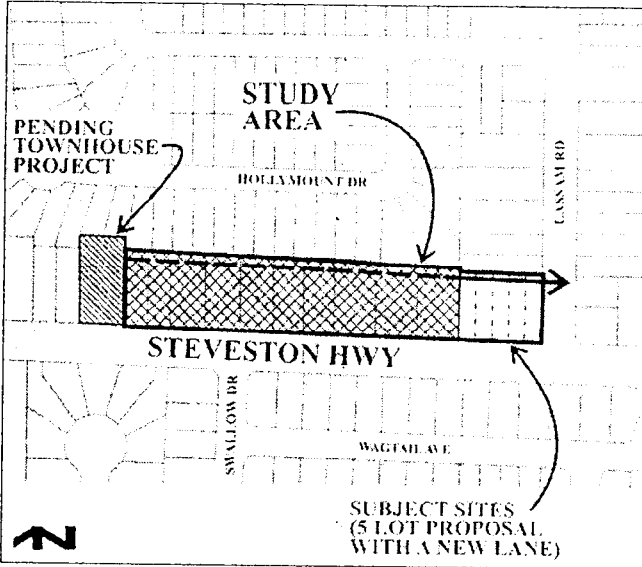 STUDY
AREA
PENDING
TOWNHOUSE
PROJECT
HOLLYMOUNT DR
LASSAM RD
STEVESTON HWY
SWALLOW DR
WAGTAIL AVE
SUBJECT SITES
(5 LOT PROPOSAL
WITH A NEW LANE)
N